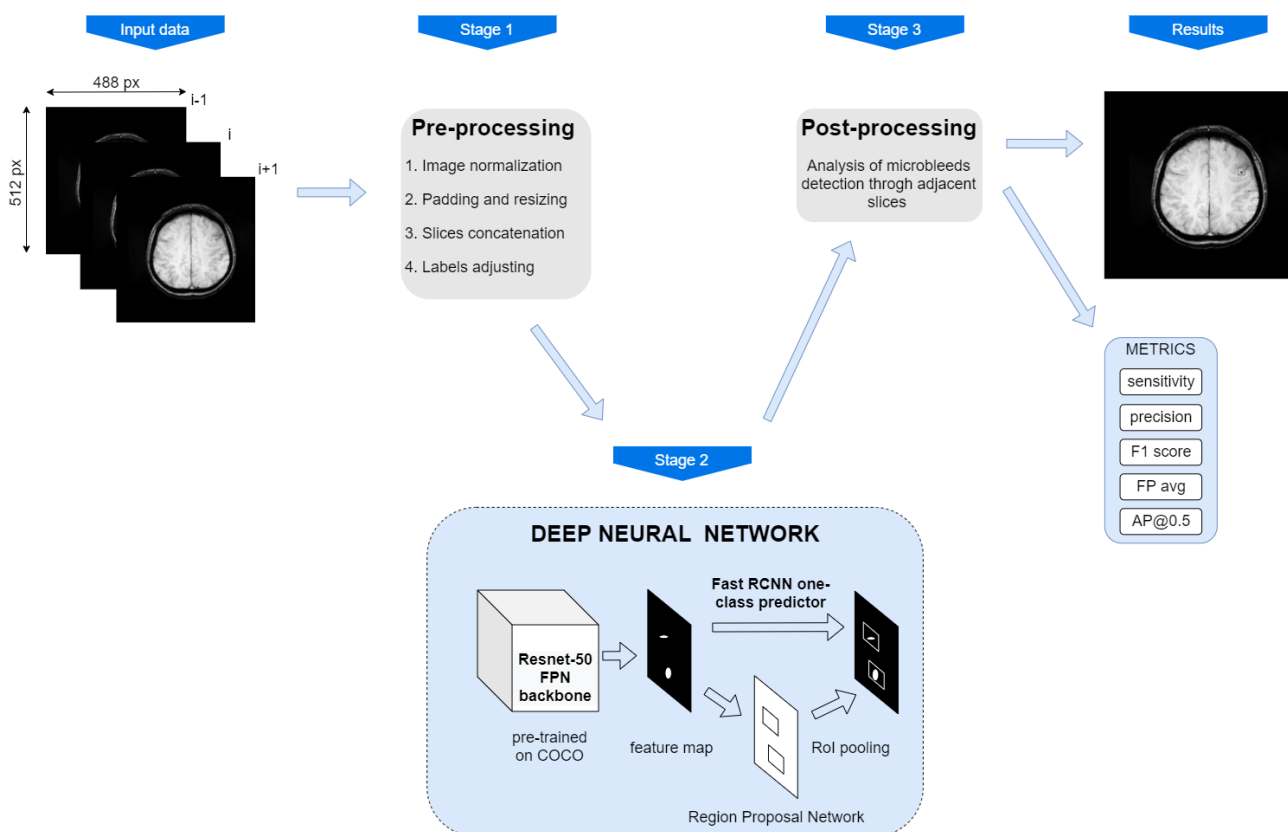 Input data
Stage 1
Stage 3
Results
488 px
i-1
i
i+1
512 px
Pre-processing
1. Image normalization
2. Padding and resizing
3. Slices concatenation
4. Labels adjusting
Post-processing
Analysis of microbleeds
detection throgh adjacent
slices
METRICS
sensitivity
precision
F1 score
FP avg
AP@0.5
Stage 2
DEEP NEURAL NETWORK
Fast RCNN one-
class predictor
Resnet-50
FPN
backbone
pre-trained
on COCO
feature map
RoI pooling
Region Proposal Network